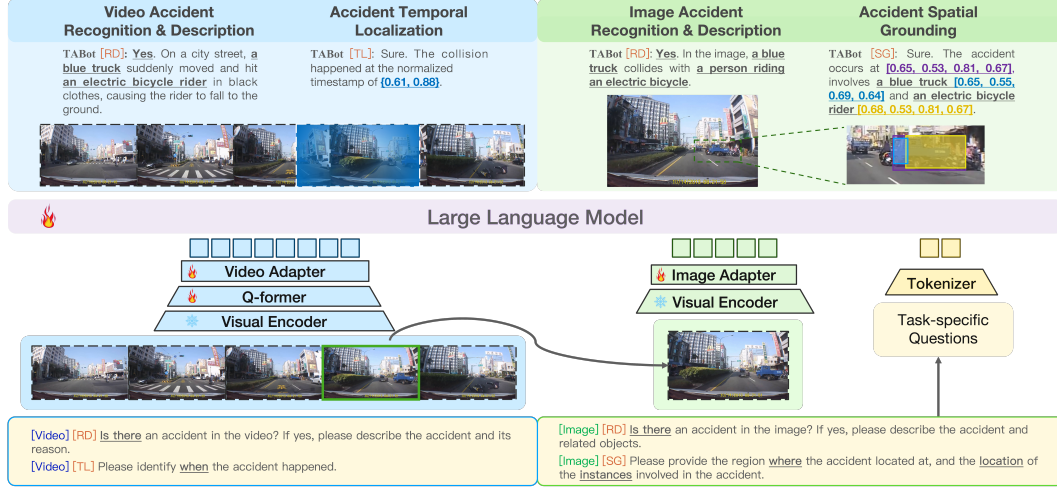 Video Accident
Recognition & Description
Accident Temporal
Localization
Image Accident
Recognition & Description
Accident Spatial
Grounding
TABot [RD]: Yes. On a city street, a
blue truck suddenly moved and hit
an electric bicycle rider in black
clothes, causing the rider to fall to the
ground.
TABot [TL]: Sure. The collision
happened at the normalized
timestamp of {0.61, 0.88}.
TABot [RD]: Yes. In the image, a blue
truck collides with a person riding
an electric bicycle.
TABot [SG]: Sure. The accident
occurs at [0.65, 0.53, 0.81, 0.67],
involves a blue truck [0.65, 0.55,
0.69, 0.64] and an electric bicycle
rider [0.68, 0.53, 0.81, 0.67].
Large Language Model
Video Adapter
Q-former
Visual Encoder
Image Adapter
Visual Encoder
Tokenizer
Task-specific
Questions
[Video] [RD] Is there an accident in the video? If yes, please describe the accident and its
reason.
[Video] [TL] Please identify when the accident happened.
[Image] [RD] Is there an accident in the image? If yes, please describe the accident and
related objects.
[Image] [SG] Please provide the region where the accident located at, and the location of
the instances involved in the accident.